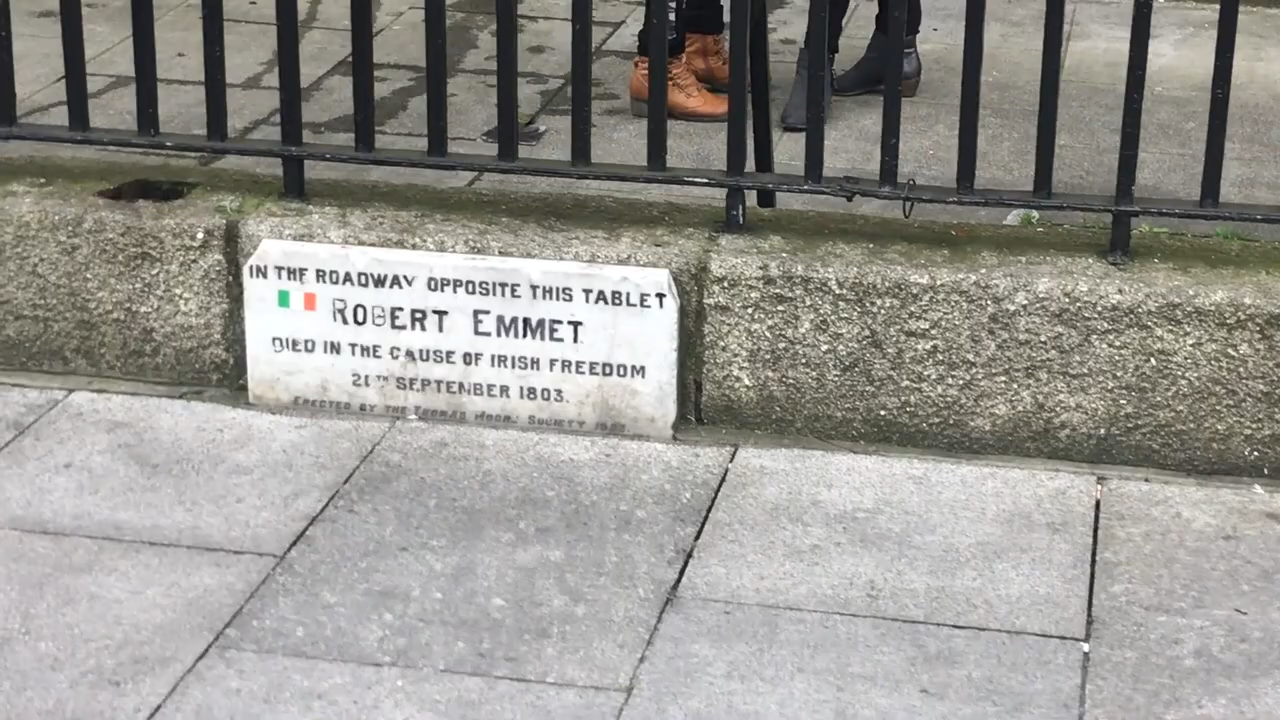 IN THE ROADWAY OPPOSITE THIS TABLET
ROBERT EMMET
DIED IN THE CAUSE OF IRISH FREEDOM
20TH SEPTEMBER 1803.
ERECTED BY THE THOMAS MOORE SOCIETY